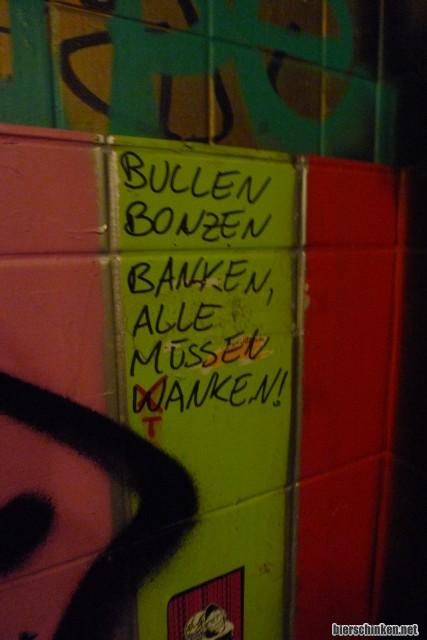 BULLEN
BONZEN
BANKEN,
ALLE
MÜSSEN
WANKEN!
T
bierschinken.net